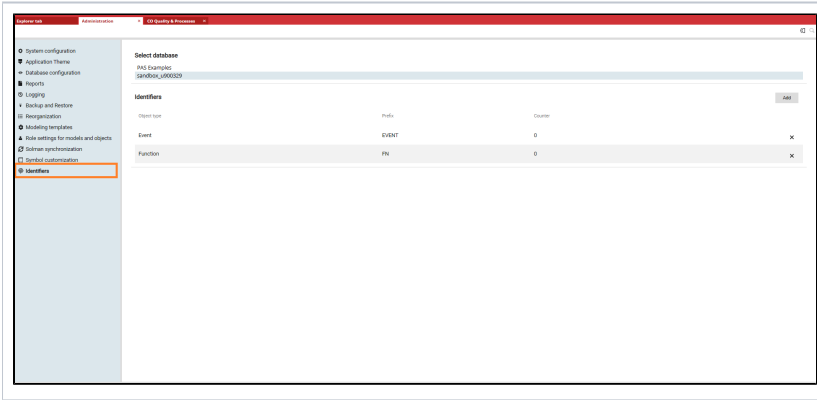 Explorer tab
Administration
CO Quality & Processes
System configuration
Application Theme
Database configuration
Reports
Logging
Backup and Restore
Reorganization
Modeling templates
Role settings for models and objects
Solman synchronization
Symbol customization
Identifiers
Select database
PAS Examples
sandbox_u900329
Identifiers
Add
Object type Prefix Counter
Event EVENT 0
Function FN 0